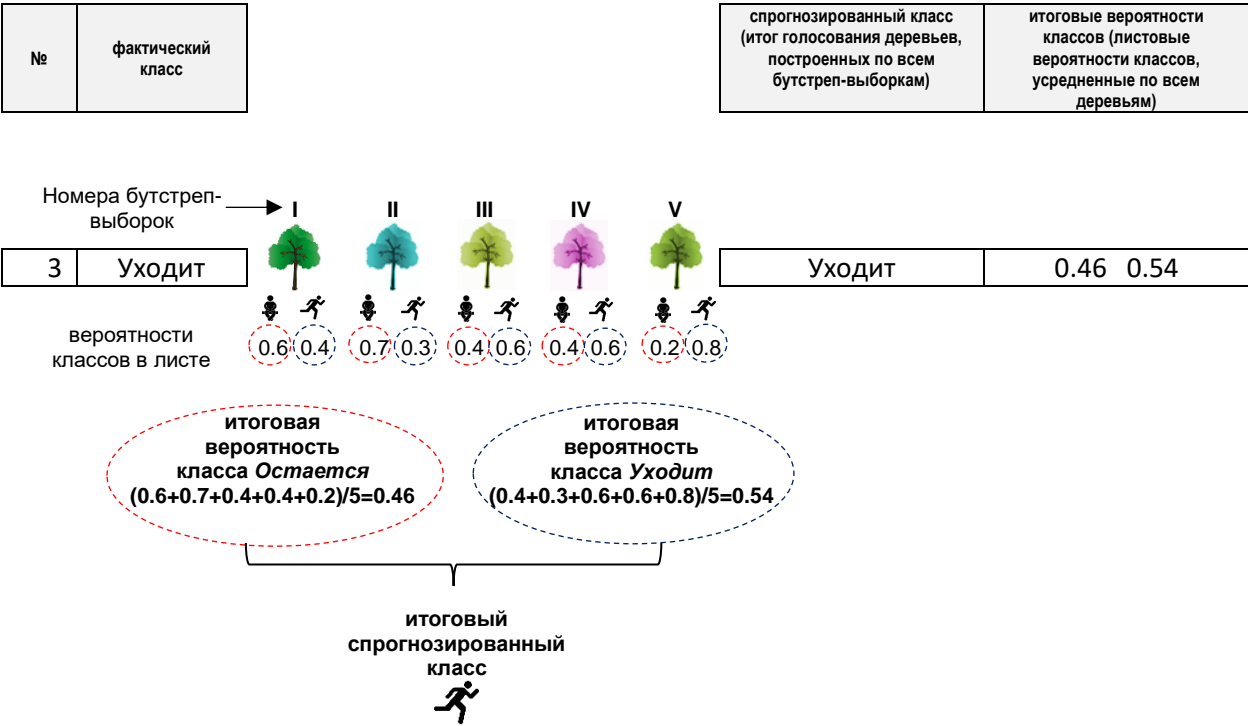 №
фактический
класс
спрогнозированный класс
(итог голосования деревьев,
построенных по всем
бутстреп-выборкам)
итоговые вероятности
классов (листовые
вероятности классов,
усредненные по всем
деревьям)
Номера бутстреп-
выборок
I II III IV V
3 Уходит
Уходит 0.46 0.54
вероятности
классов в листе
0.6 0.4 0.7 0.3 0.4 0.6 0.4 0.6 0.2 0.8
итоговая
вероятность
класса Остается
(0.6+0.7+0.4+0.4+0.2)/5=0.46
итоговая
вероятность
класса Уходит
(0.4+0.3+0.6+0.6+0.8)/5=0.54
итоговый
спрогнозированный
класс